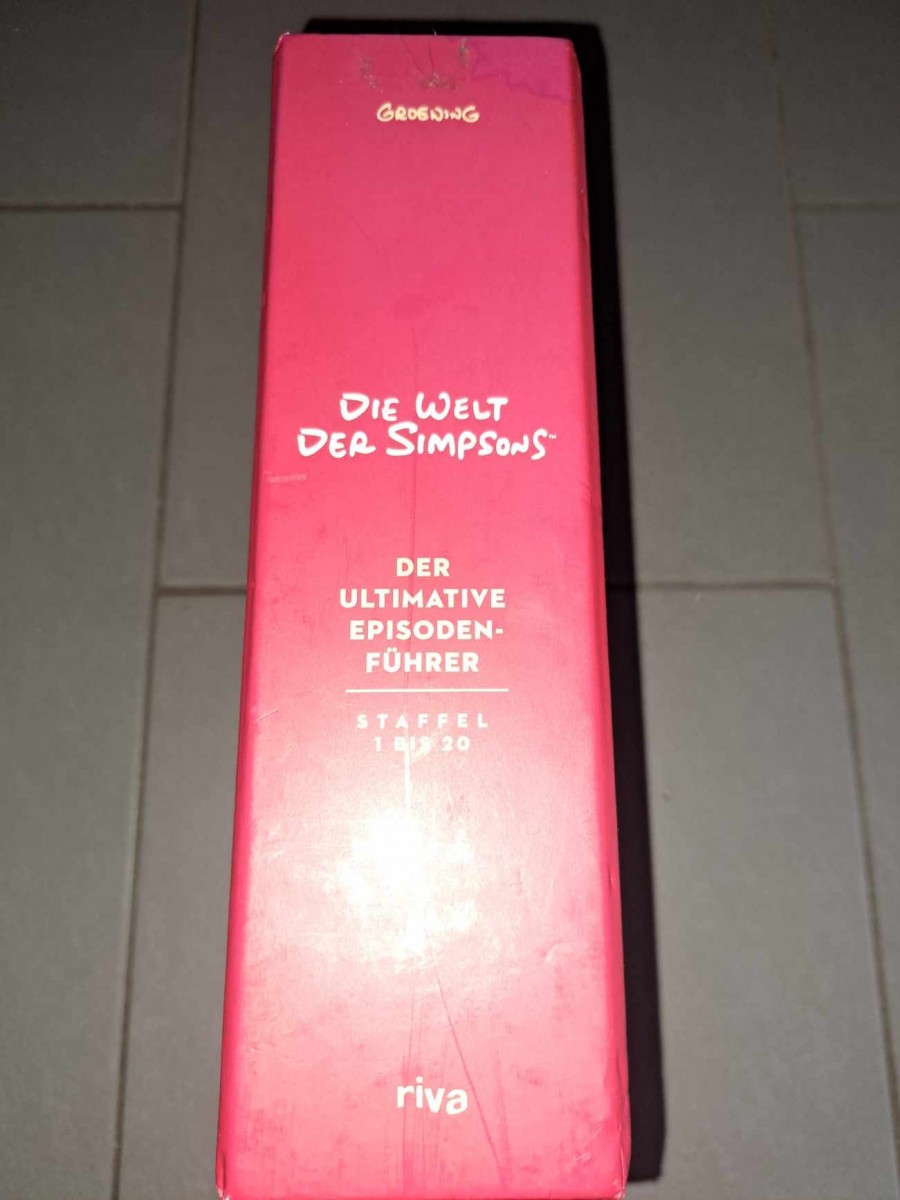 GROENING
DIE WELT
DER SIMPSONS™
DER
ULTIMATIVE
EPISODEN-
FÜHRER
STAFFEL
1 BIS 20
riva